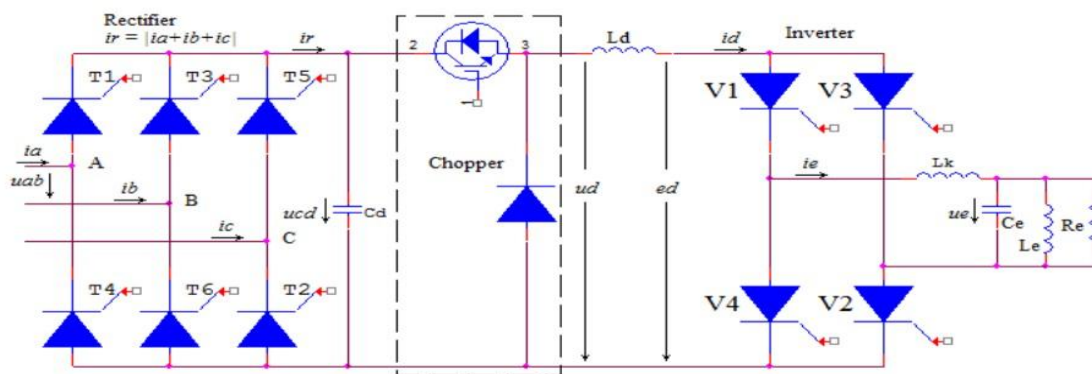 Rectifier
ir = |ia+ib+ic|
ir
2
3
Ld
id
Inverter
T1
T3
T5
V1
V3
1
ia
A
Chopper
Lk
uab
ib
B
ie
ic
C
ucd
Cd
ud
ed
ue
Ce
Le
Re
T4
T6
T2
V4
V2